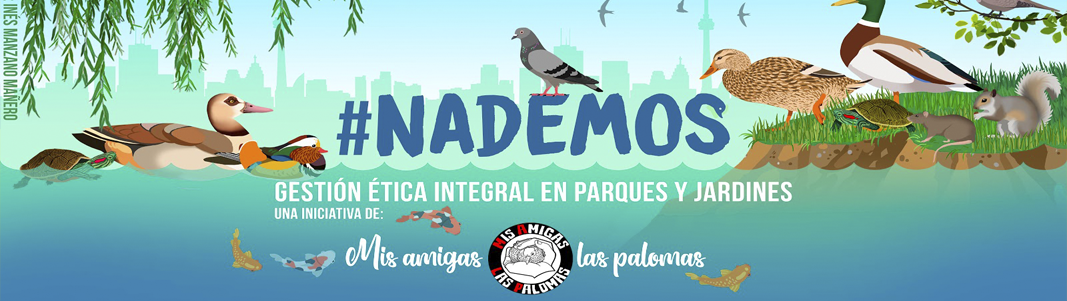 INÉS MANZANO MAÑERO
#NADEMOS
GESTIÓN ÉTICA INTEGRAL EN PARQUES Y JARDINES
UNA INICIATIVA DE:
Mis amigas
MIS AMIGAS
LAS PALOMAS
las palomas